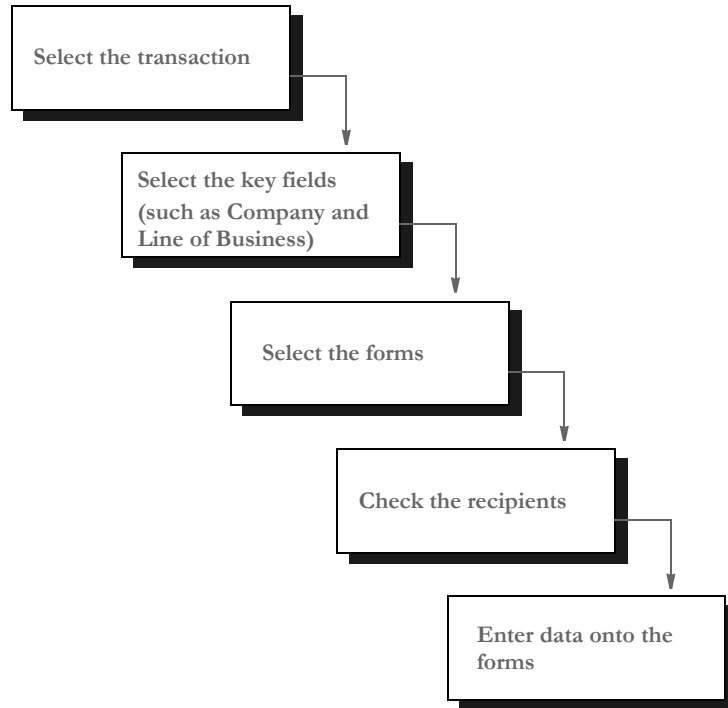 Select the transaction
Select the key fields
(such as Company and
Line of Business)
Select the forms
Check the recipients
Enter data onto the
forms